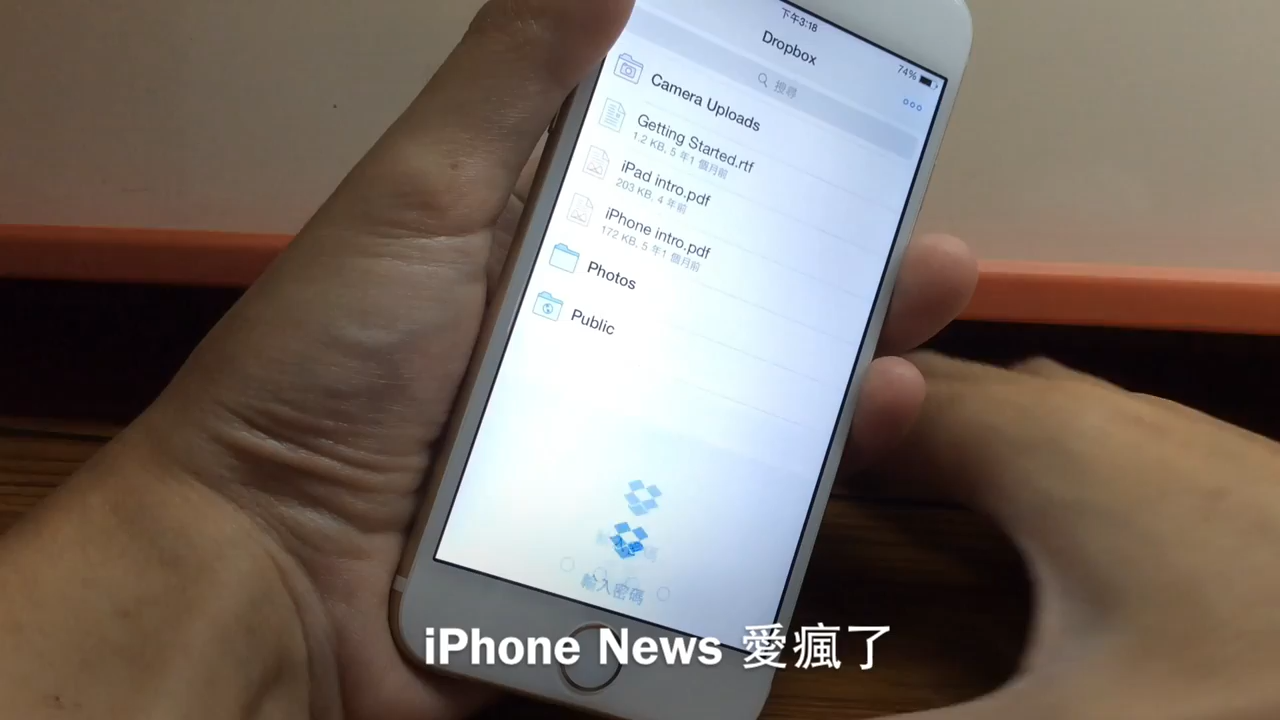 下午3:18
74%
Dropbox
搜尋
Camera Uploads
Getting Started.rtf
1.2 KB, 5 年1 個月前
iPad intro.pdf
203 KB, 4 年前
iPhone intro.pdf
172 KB, 5 年1 個月前
Photos
Public
輸入密碼
iPhone News 愛瘋了